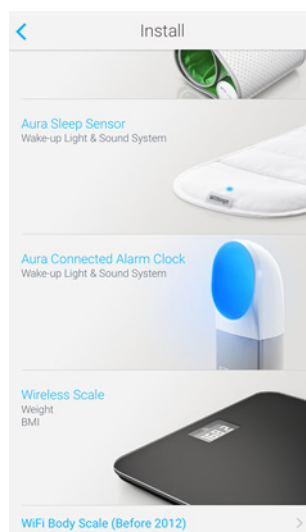 Install
Aura Sleep Sensor
Wake-up Light & Sound System
Aura Connected Alarm Clock
Wake-up Light & Sound System
Wireless Scale
Weight
BMI
WiFi Body Scale (Before 2012)